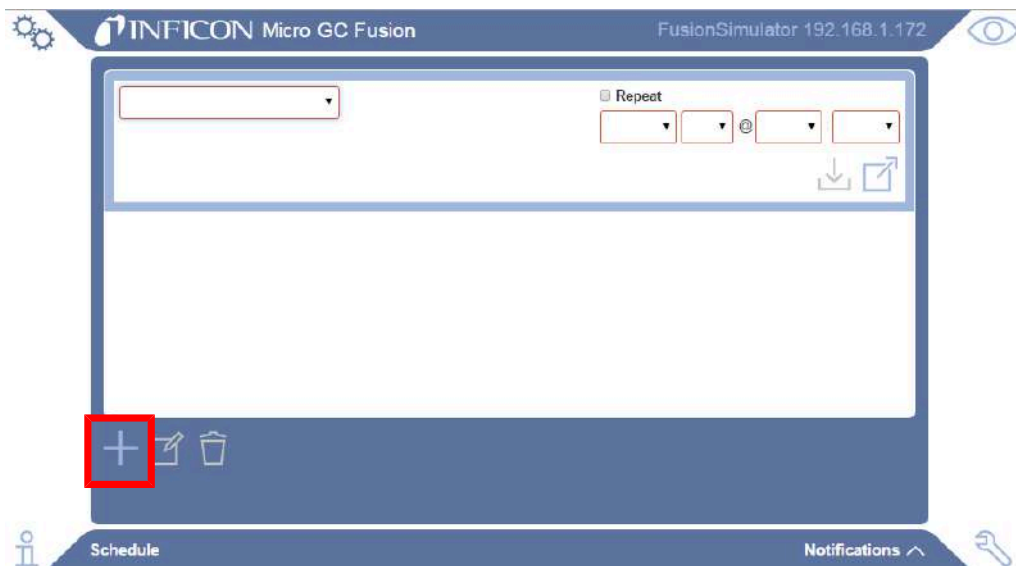 INFICON Micro GC Fusion
FusionSimulator 192.168.1.172
Repeat
@
Schedule
Notifications